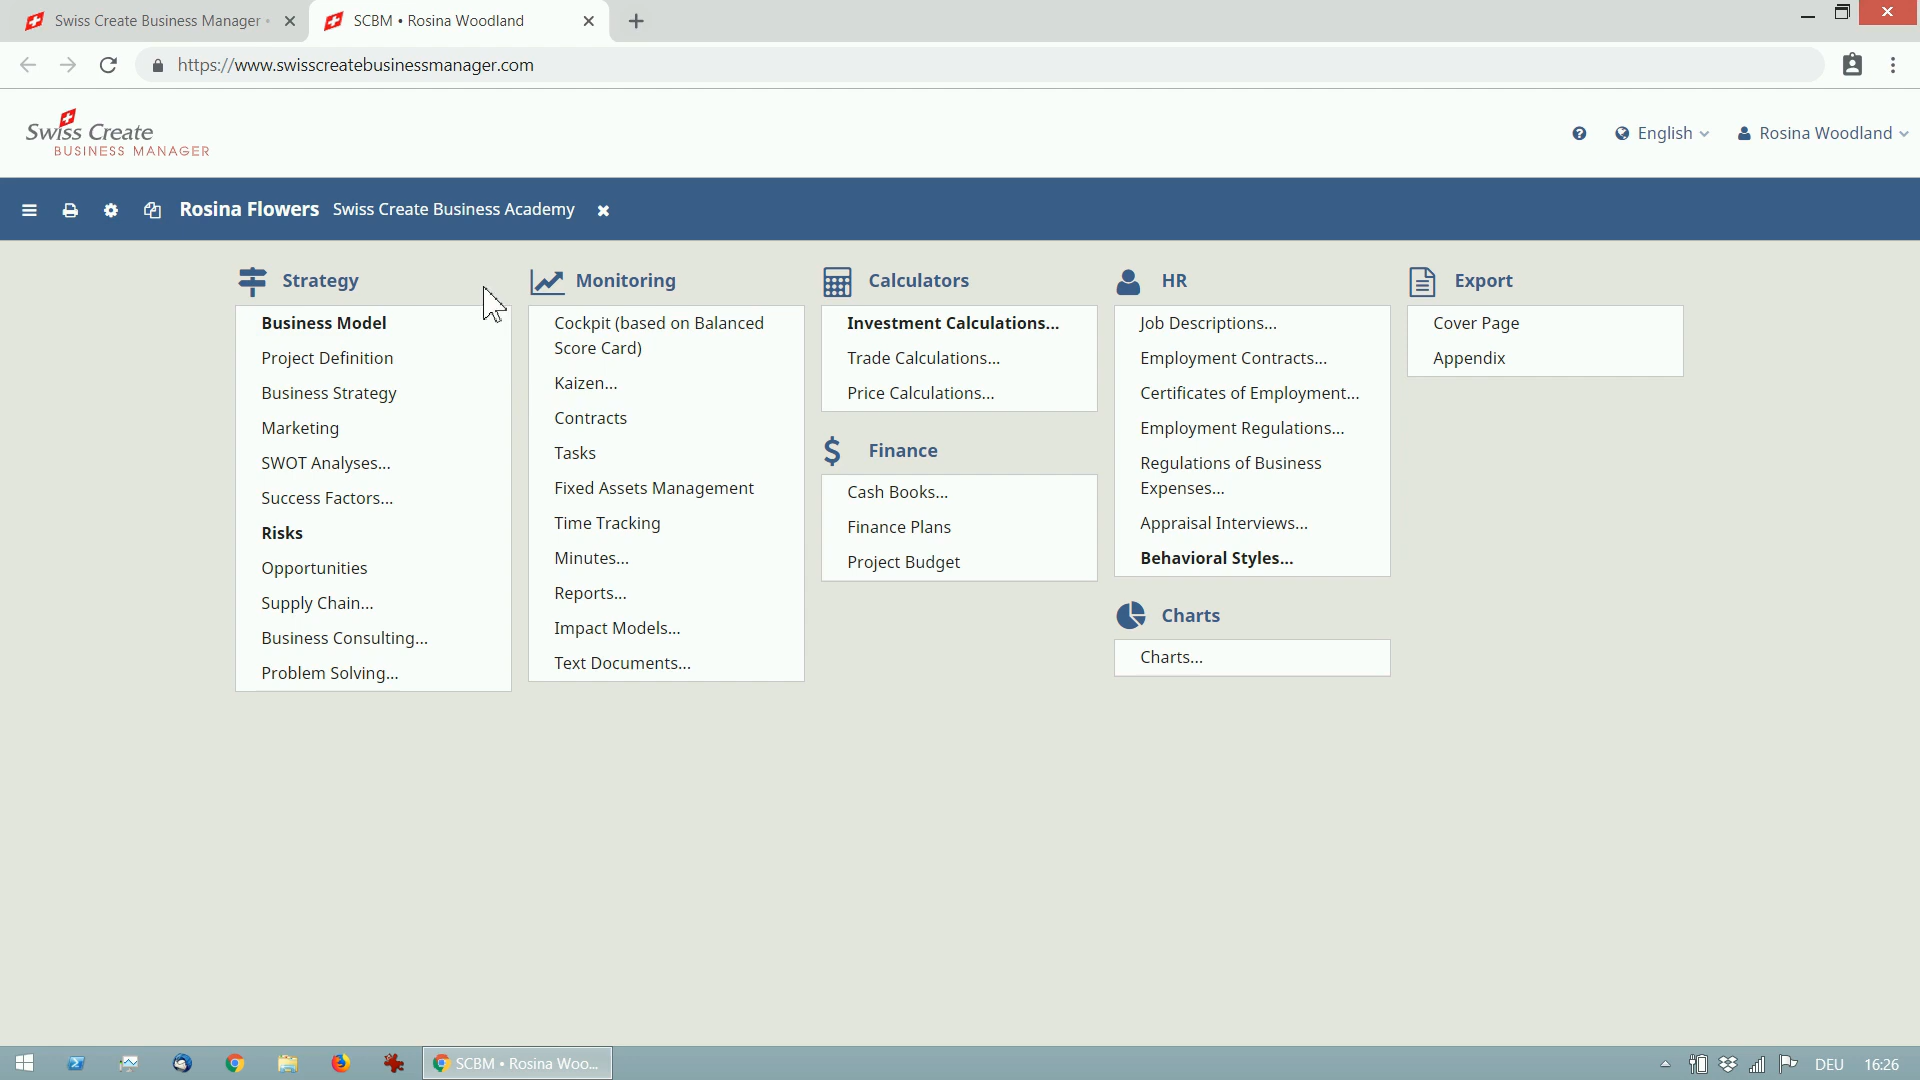 Swiss Create Business Manager •
SCBM • Rosina Woodland
https://www.swisscreatebusinessmanager.com
Swiss Create
BUSINESS MANAGER
English
Rosina Woodland
Rosina Flowers Swiss Create Business Academy
Strategy
Business Model
Project Definition
Business Strategy
Marketing
SWOT Analyses...
Success Factors...
Risks
Opportunities
Supply Chain...
Business Consulting...
Problem Solving...
Monitoring
Cockpit (based on Balanced
Score Card)
Kaizen...
Contracts
Tasks
Fixed Assets Management
Time Tracking
Minutes...
Reports...
Impact Models...
Text Documents...
Calculators
Investment Calculations...
Trade Calculations...
Price Calculations...
Finance
Cash Books...
Finance Plans
Project Budget
HR
Job Descriptions...
Employment Contracts...
Certificates of Employment...
Employment Regulations...
Regulations of Business
Expenses...
Appraisal Interviews...
Behavioral Styles...
Charts
Charts...
Export
Cover Page
Appendix
SCBM • Rosina Woo...
DEU
16:26